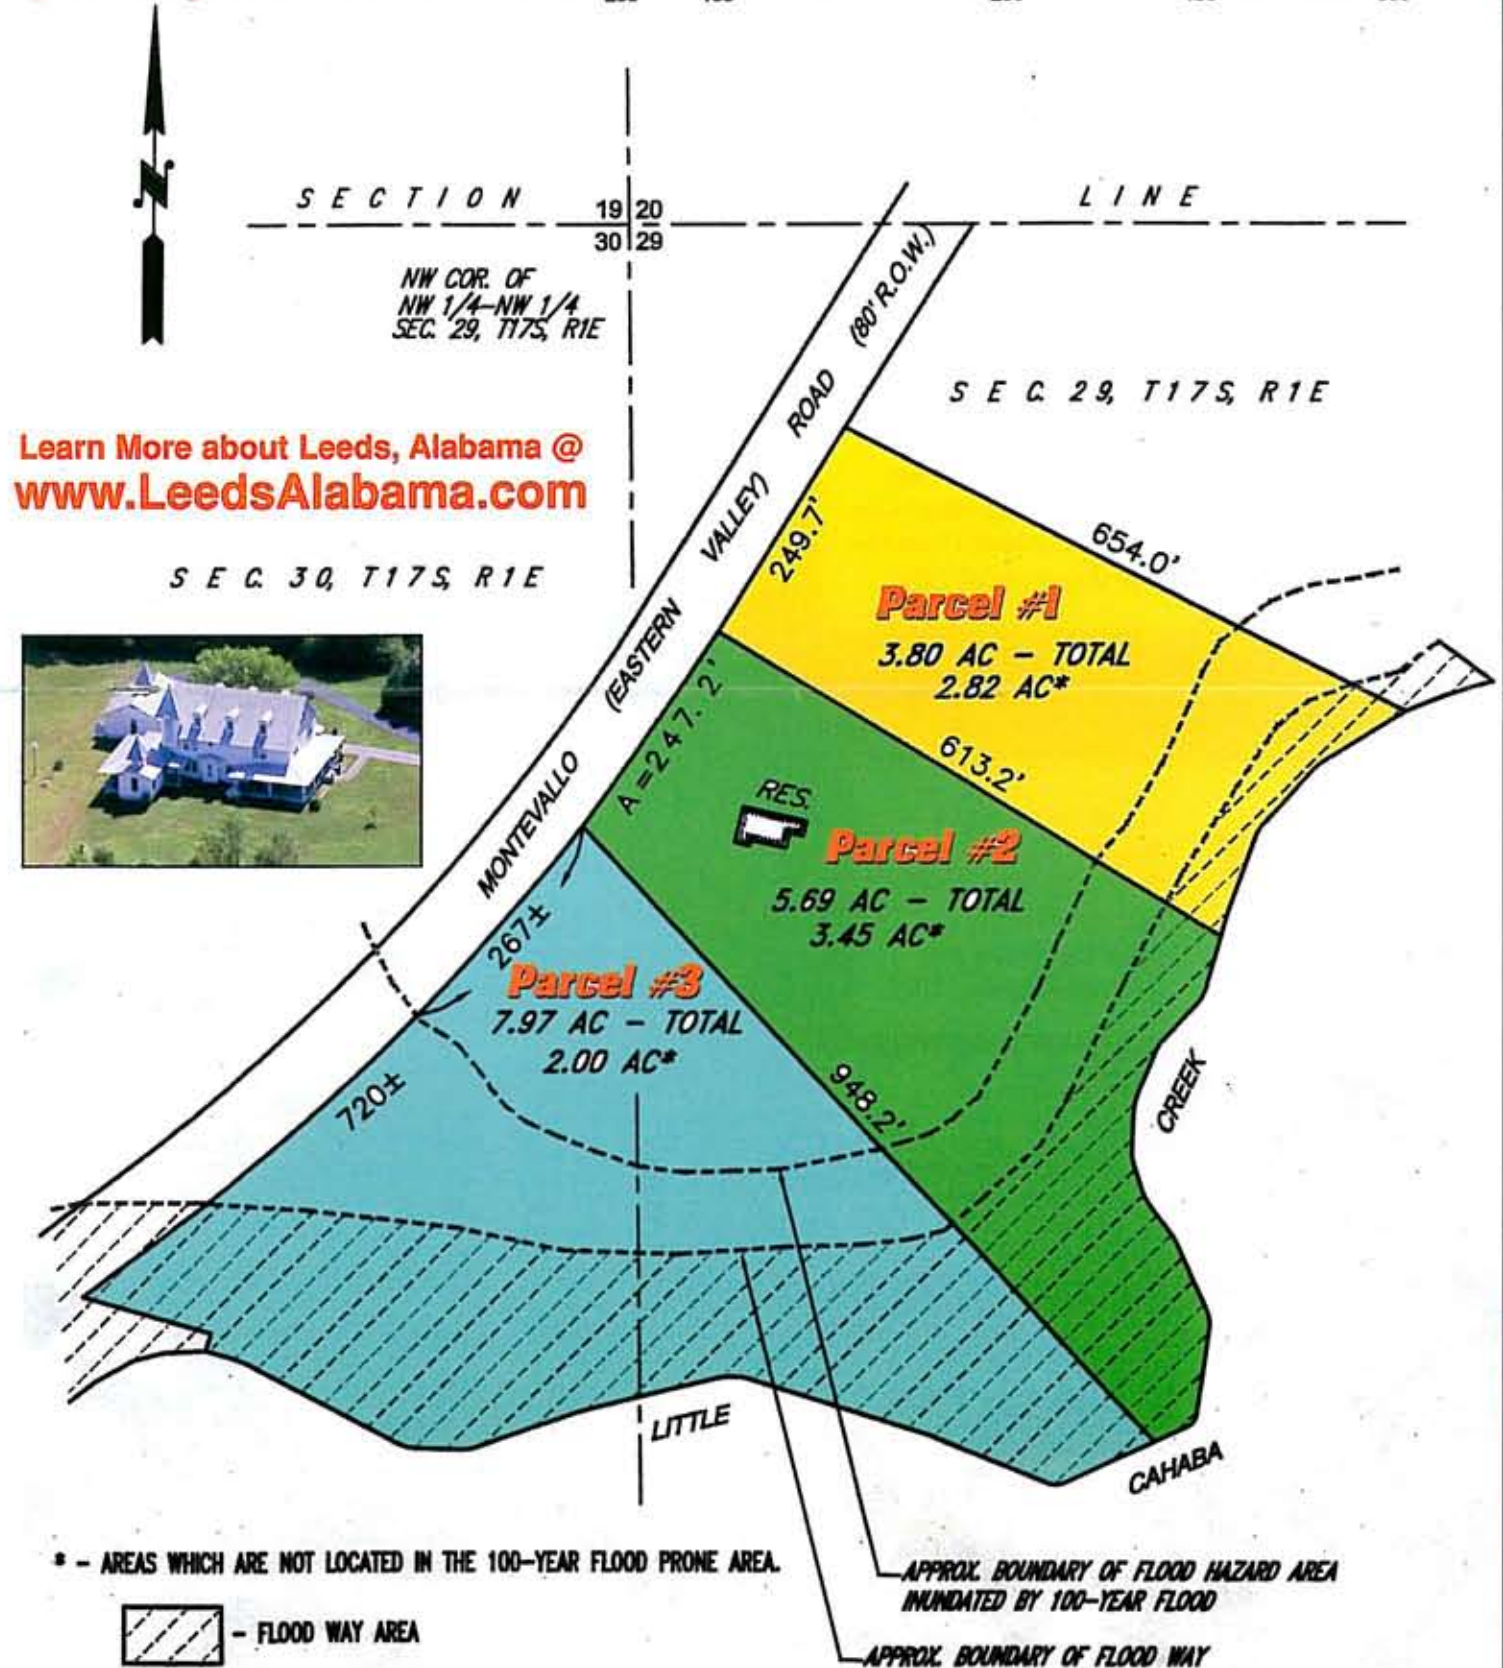 N
SECTION LINE
19 20
30 29
NW COR. OF
NW 1/4-NW 1/4
SEC. 29, T17S, R1E
(80' R.O.W.)
ROAD
VALLEY)
(EASTERN
MONTEVALLO
SEC. 29, T17S, R1E
Learn More about Leeds, Alabama @
www.LeedsAlabama.com
SEC. 30, T17S, R1E
249.7'
654.0'
Parcel #1
3.80 AC - TOTAL
2.82 AC*
A = 247.2'
613.2'
RES.
Parcel #2
5.69 AC - TOTAL
3.45 AC*
267±
Parcel #3
7.97 AC - TOTAL
2.00 AC*
720±
948.2'
CREEK
LITTLE
CAHABA
* - AREAS WHICH ARE NOT LOCATED IN THE 100-YEAR FLOOD PRONE AREA.
- FLOOD WAY AREA
APPROX. BOUNDARY OF FLOOD HAZARD AREA
INUNDATED BY 100-YEAR FLOOD
APPROX. BOUNDARY OF FLOOD WAY